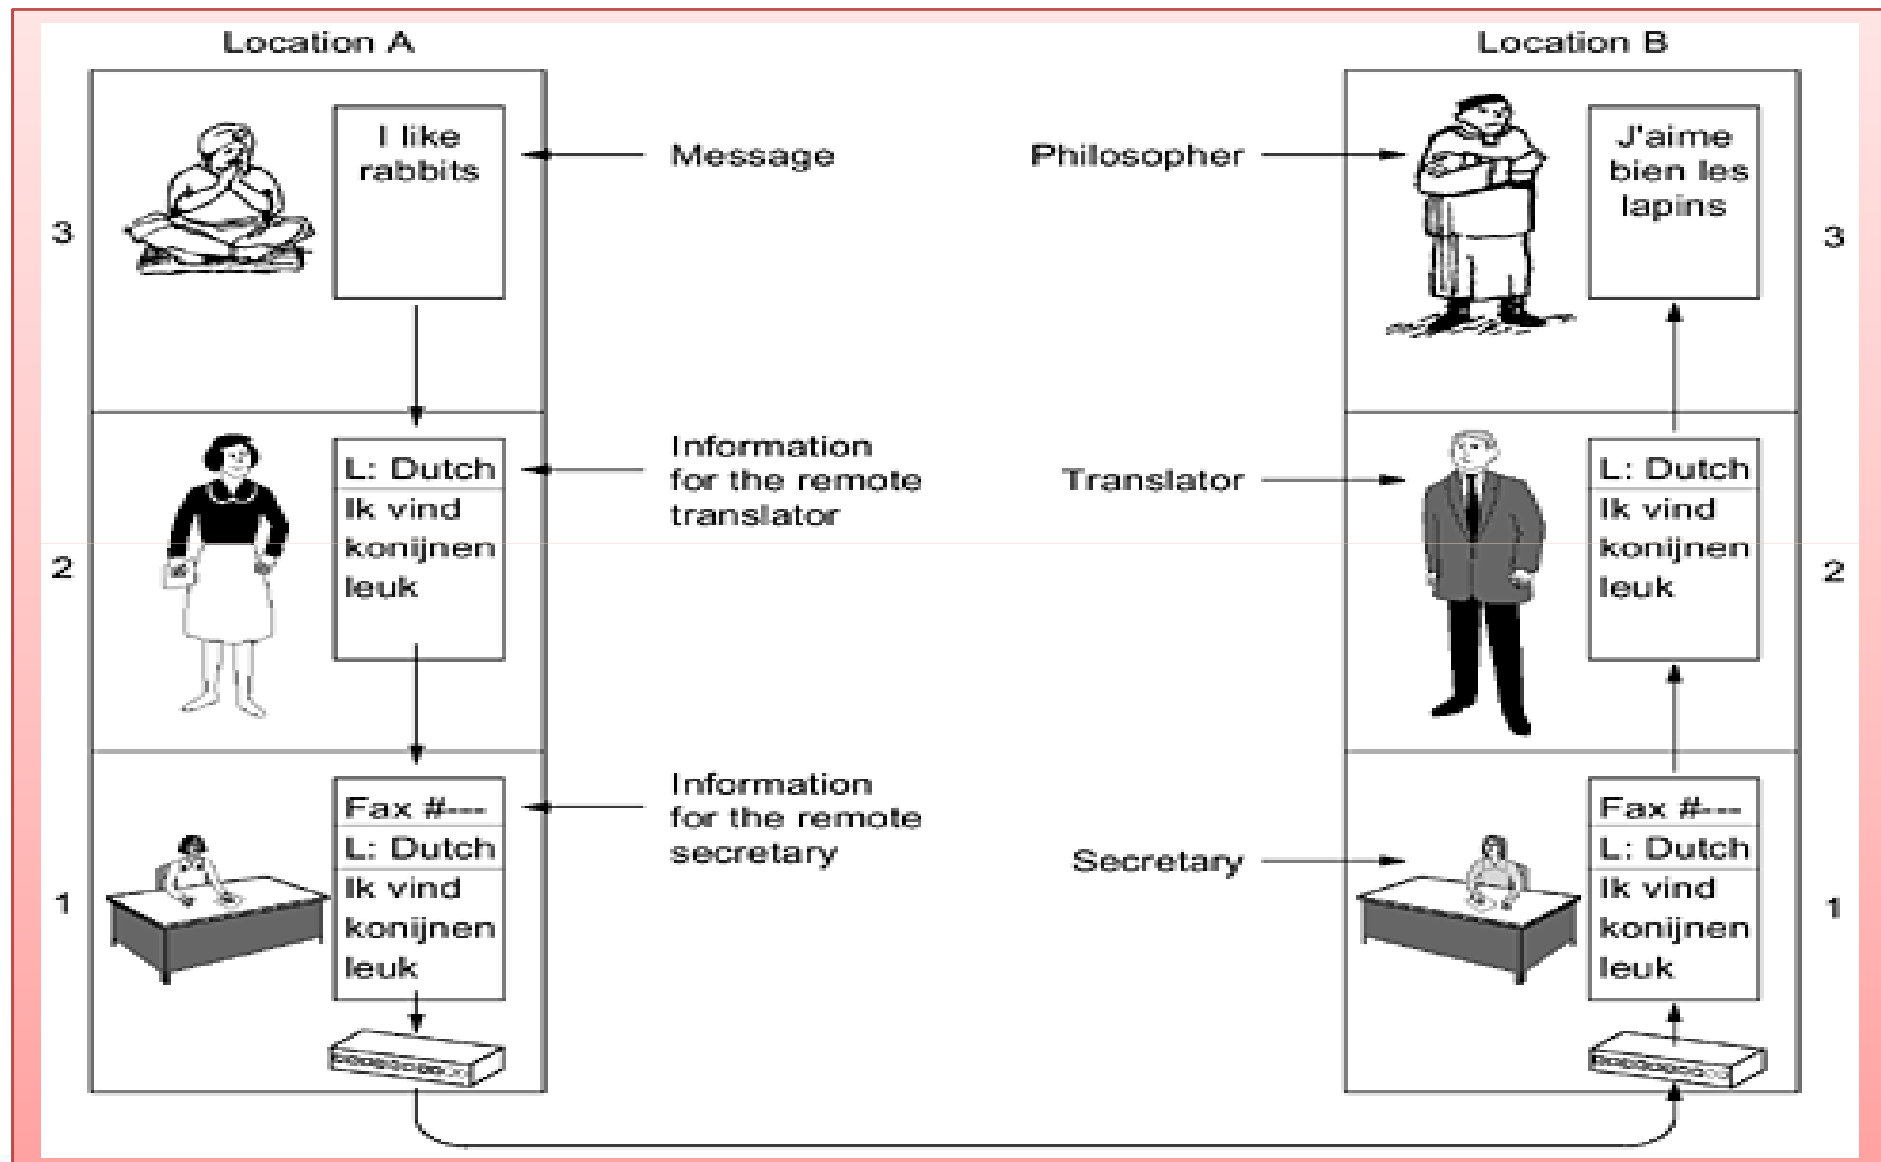 Location A
Location B
I like
rabbits
Message
Philosopher
J'aime
bien les
lapins
3
3
L: Dutch
Ik vind
konijnen
leuk
Information
for the remote
translator
Translator
L: Dutch
Ik vind
konijnen
leuk
2
2
Fax #---
L: Dutch
Ik vind
konijnen
leuk
Information
for the remote
secretary
Secretary
Fax #---
L: Dutch
Ik vind
konijnen
leuk
1
1